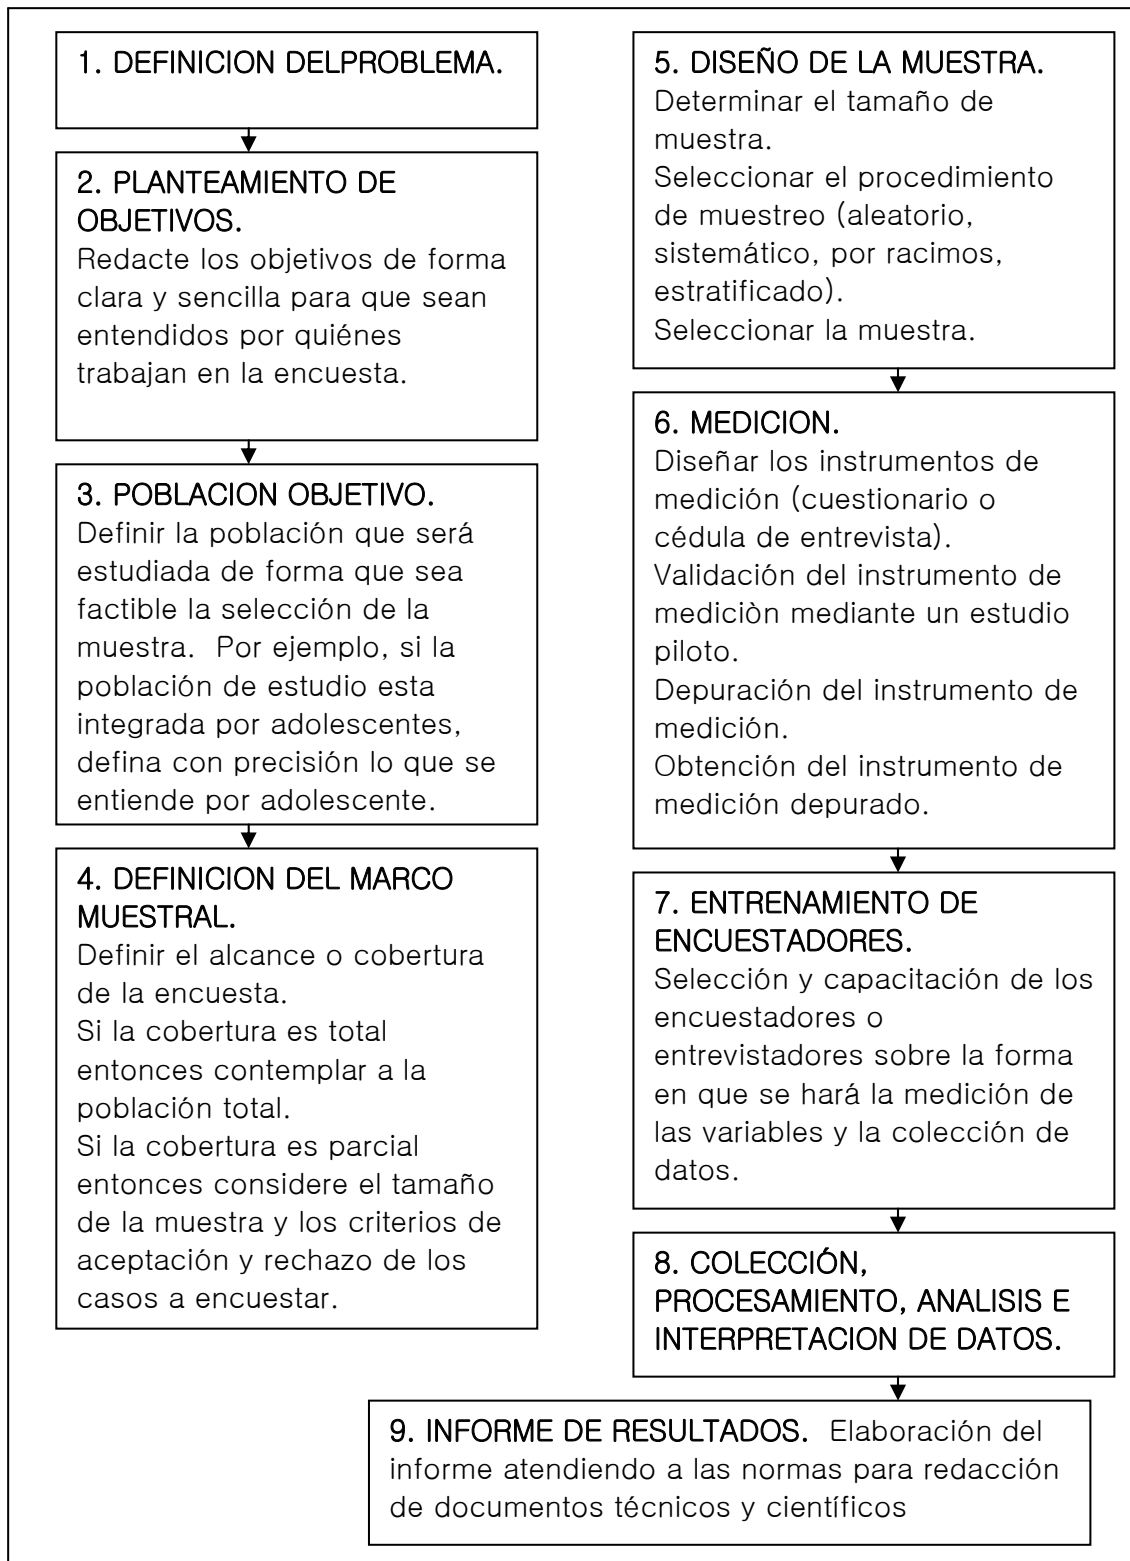 1. DEFINICION DELPROBLEMA.
2. PLANTEAMIENTO DE
OBJETIVOS.
Redacte los objetivos de forma
clara y sencilla para que sean
entendidos por quiénes
trabajan en la encuesta.
3. POBLACION OBJETIVO.
Definir la población que será
estudiada de forma que sea
factible la selección de la
muestra.  Por ejemplo, si la
población de estudio esta
integrada por adolescentes,
defina con precisión lo que se
entiende por adolescente.
4. DEFINICION DEL MARCO
MUESTRAL.
Definir el alcance o cobertura
de la encuesta.
Si la cobertura es total
entonces contemplar a la
población total.
Si la cobertura es parcial
entonces considere el tamaño
de la muestra y los criterios de
aceptación y rechazo de los
casos a encuestar.
5. DISEÑO DE LA MUESTRA.
Determinar el tamaño de
muestra.
Seleccionar el procedimiento
de muestreo (aleatorio,
sistemático, por racimos,
estratificado).
Seleccionar la muestra.
6. MEDICION.
Diseñar los instrumentos de
medición (cuestionario o
cédula de entrevista).
Validación del instrumento de
mediciòn mediante un estudio
piloto.
Depuración del instrumento de
medición.
Obtención del instrumento de
medición depurado.
7. ENTRENAMIENTO DE
ENCUESTADORES.
Selección y capacitación de los
encuestadores o
entrevistadores sobre la forma
en que se hará la medición de
las variables y la colección de
datos.
8. COLECCIÓN,
PROCESAMIENTO, ANALISIS E
INTERPRETACION DE DATOS.
9. INFORME DE RESULTADOS.  Elaboración del
informe atendiendo a las normas para redacción
de documentos técnicos y científicos